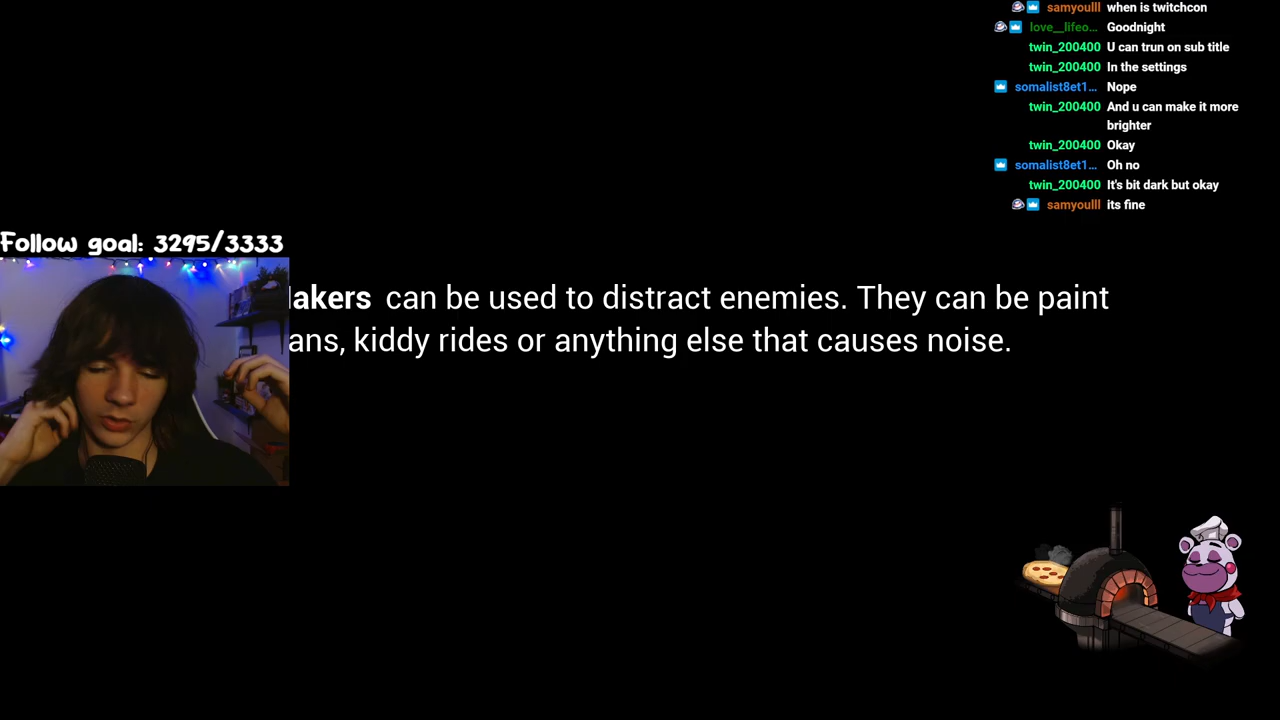 samyoulll when is twitchcon
love__lifeo… Goodnight
twin_200400 U can trun on sub title
twin_200400 In the settings
somalist8et1… Nope
twin_200400 And u can make it more
brighter
twin_200400 Okay
somalist8et1… Oh no
twin_200400 It's bit dark but okay
samyoulll its fine
Follow goal: 3295/3333
lakers can be used to distract enemies. They can be paint
ans, kiddy rides or anything else that causes noise.